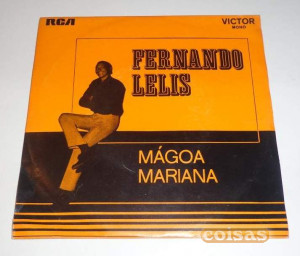 RCA VICTOR
MONO
FERNANDO
LELIS
MÁGOA
MARIANA
coisas